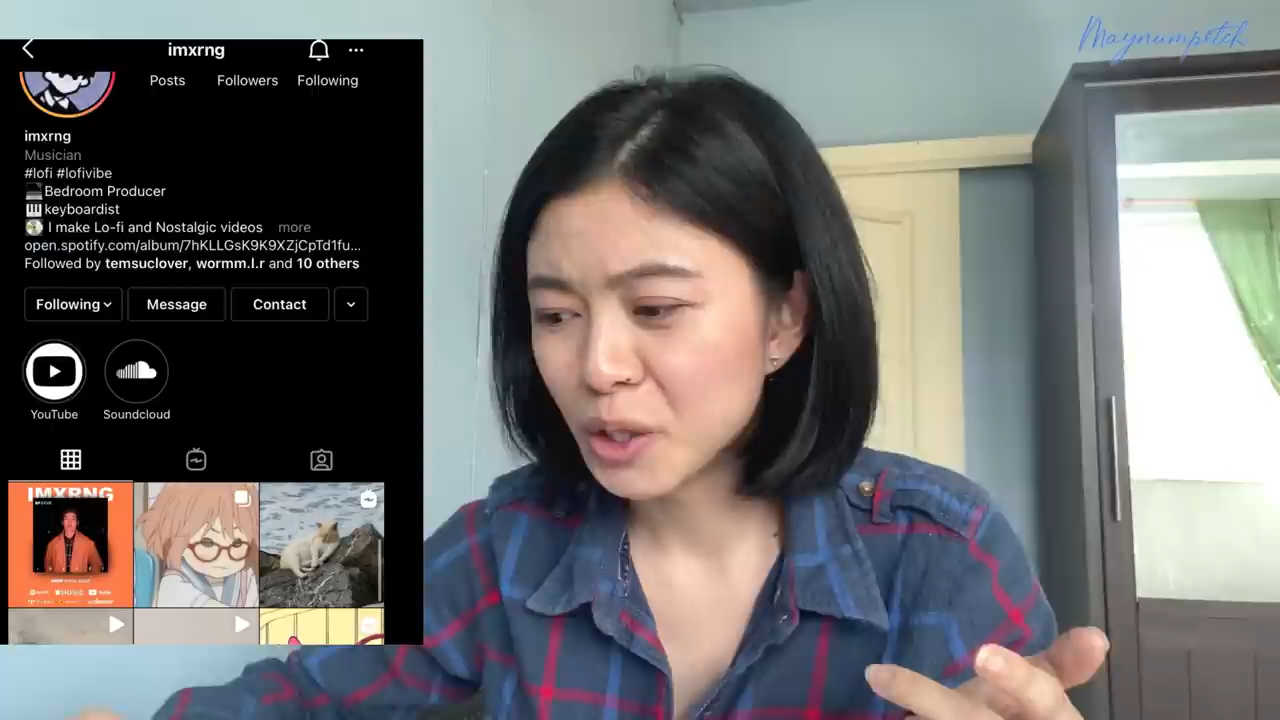 Maynumpetch
imxrng
Posts Followers Following
imxrng
Musician
#lofi #lofivibe
Bedroom Producer
keyboardist
I make Lo-fi and Nostalgic videos more
open.spotify.com/album/7hKLLGsK9K9XZjCpTd1fu...
Followed by temsuclover, wormm.l.r and 10 others
Following Message Contact
YouTube Soundcloud
IMXRNG